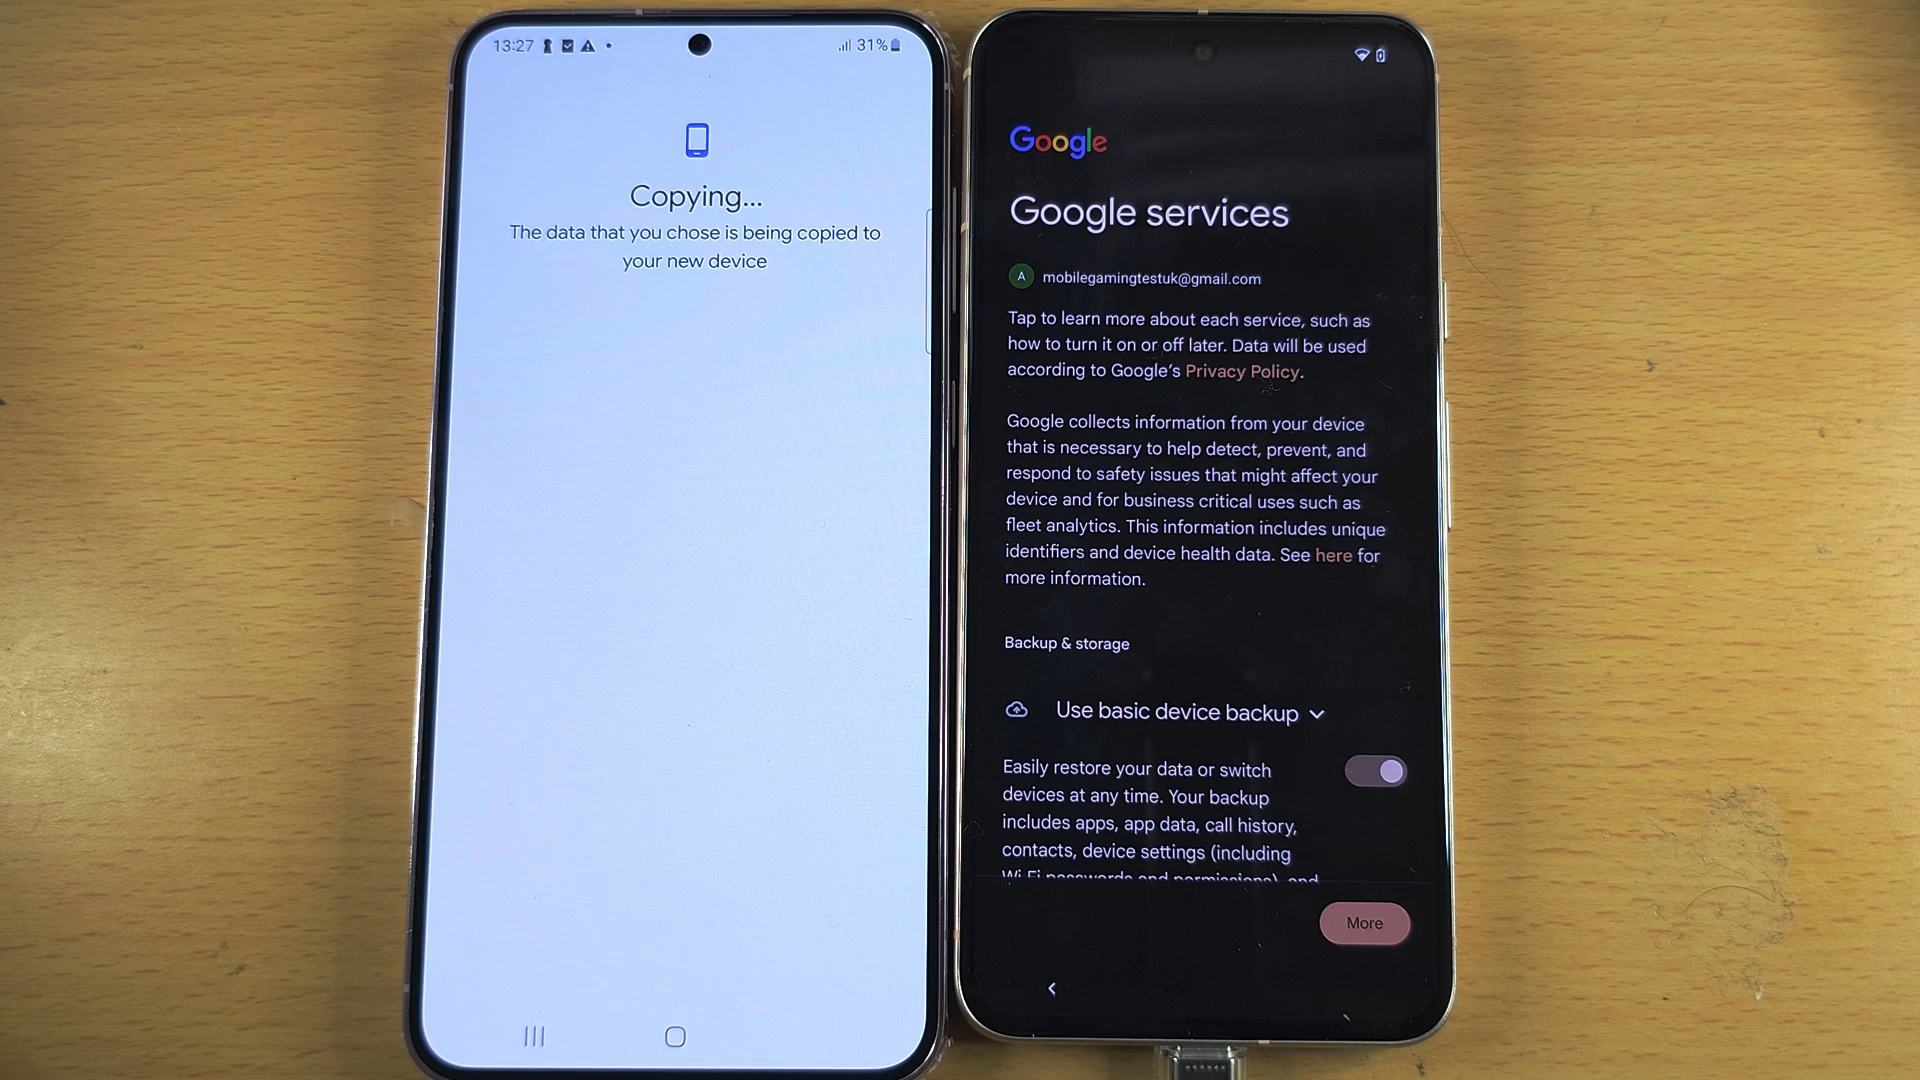 13:27
31%
Copying...
The data that you chose is being copied to
your new device
Google
Google services
A mobilegamingtestuk@gmail.com
Tap to learn more about each service, such as
how to turn it on or off later. Data will be used
according to Google's Privacy Policy.
Google collects information from your device
that is necessary to help detect, prevent, and
respond to safety issues that might affect your
device and for business critical uses such as
fleet analytics. This information includes unique
identifiers and device health data. See here for
more information.
Backup & storage
Use basic device backup
Easily restore your data or switch
devices at any time. Your backup
includes apps, app data, call history,
contacts, device settings (including
Wi-Fi passwords and permissions), and
More